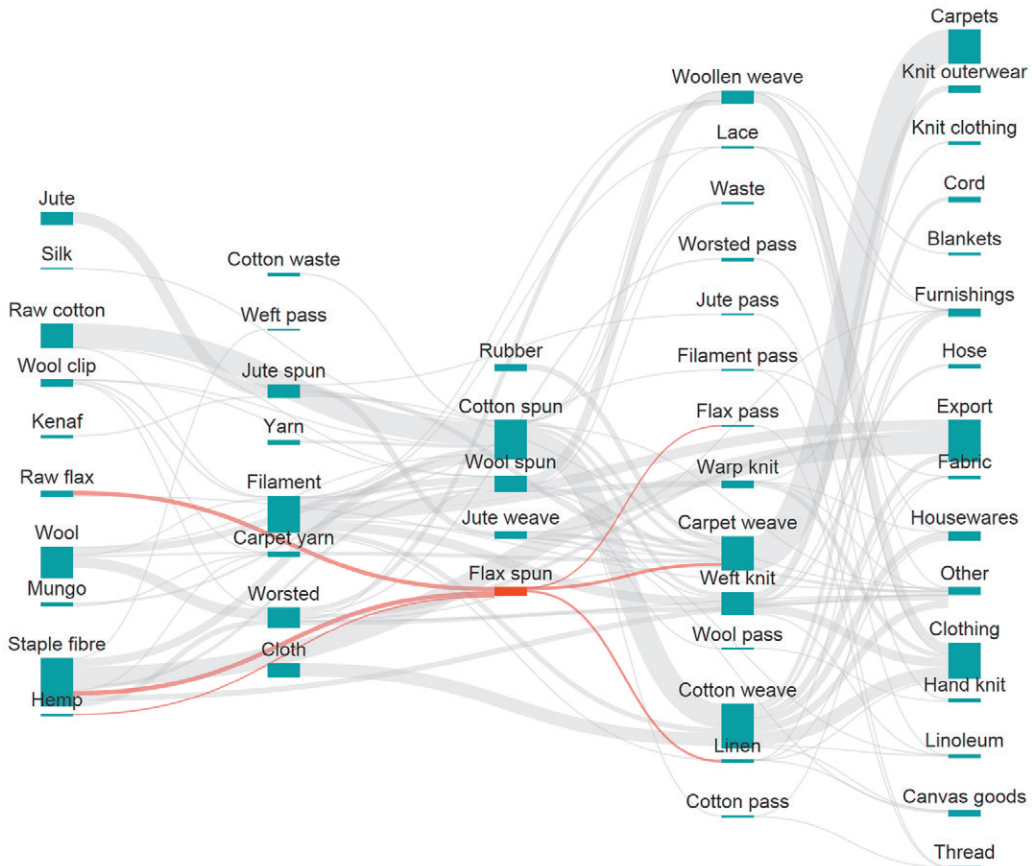 Jute
Silk
Raw cotton
Wool clip
Kenaf
Raw flax
Wool
Mungo
Staple fibre
Hemp
Cotton waste
Weft pass
Jute spun
Yarn
Filament
Carpet yarn
Worsted
Cloth
Rubber
Cotton spun
Wool spun
Jute weave
Flax spun
Woollen weave
Lace
Waste
Worsted pass
Jute pass
Filament pass
Flax pass
Warp knit
Carpet weave
Weft knit
Wool pass
Cotton weave
Linen
Cotton pass
Carpets
Knit outerwear
Knit clothing
Cord
Blankets
Furnishings
Hose
Export
Fabric
Housewares
Other
Clothing
Hand knit
Linoleum
Canvas goods
Thread